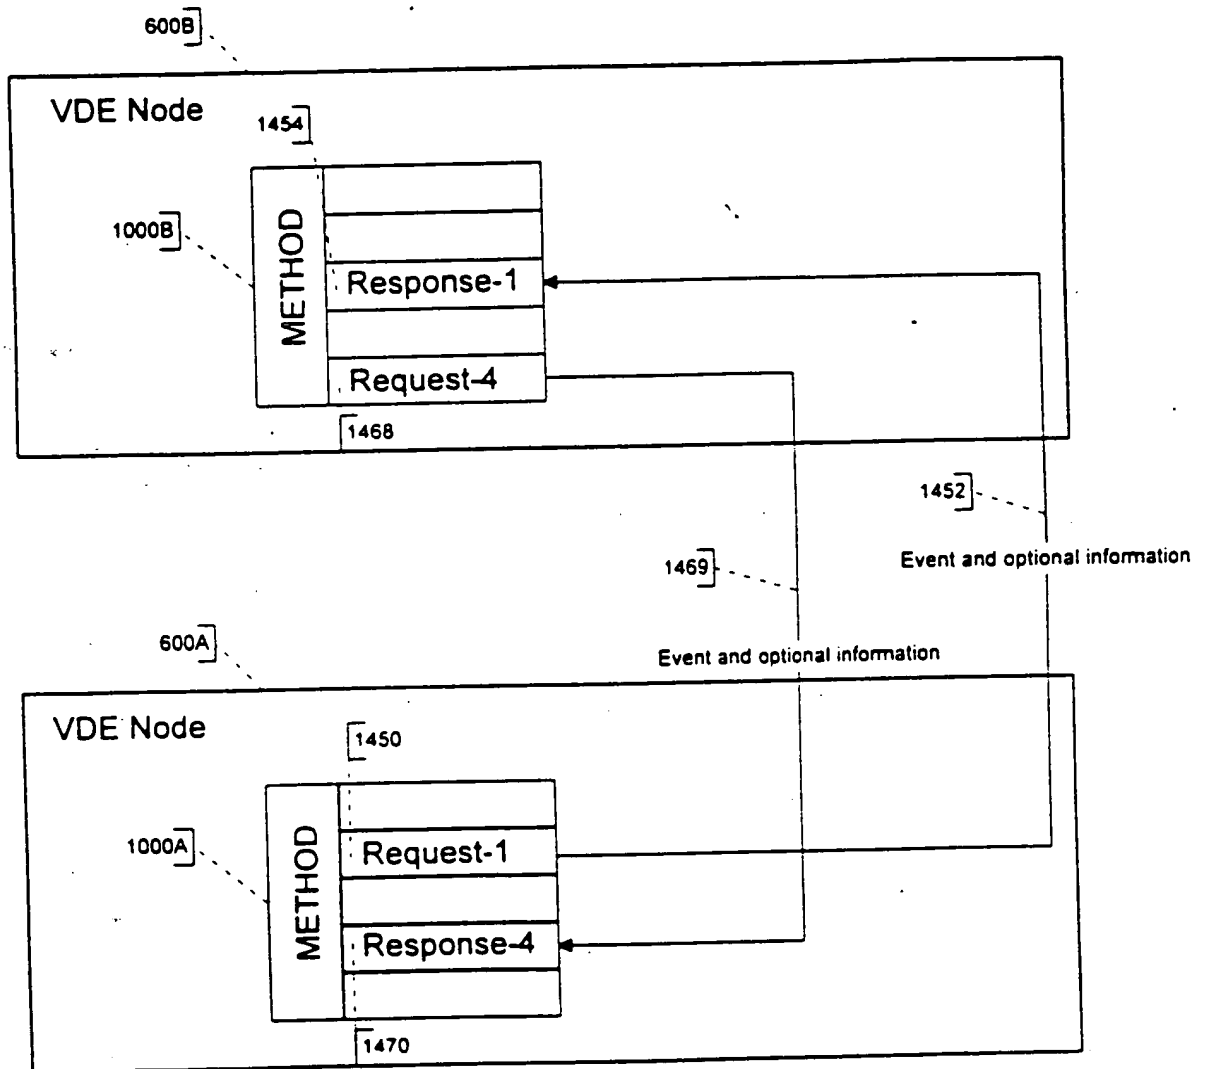 600B
VDE Node
1454
1000B
METHOD
Response-1
Request-4
1468
1452
Event and optional information
1469
600A
Event and optional information
VDE Node
1450
1000A
METHOD
Request-1
Response-4
1470